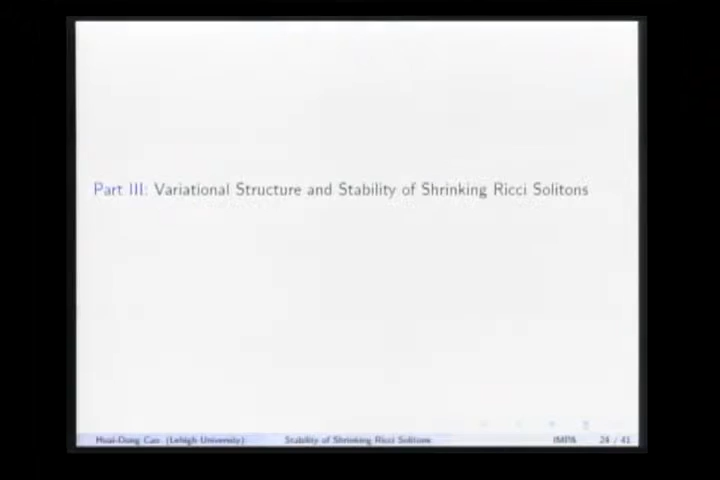 Part III: Variational Structure and Stability of Shrinking Ricci Solitons
Huai-Dong Cao (Lehigh University) Stability of Shrinking Ricci Solitons IMPA 24 / 41